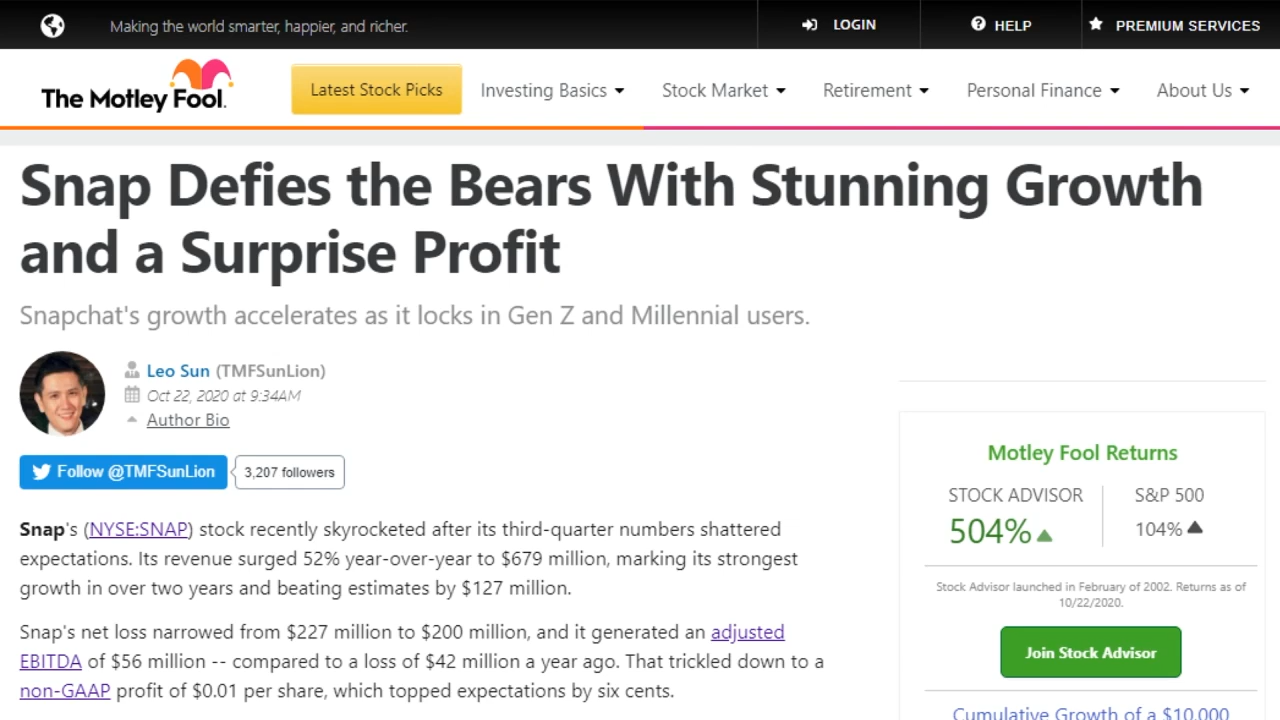 Making the world smarter, happier, and richer.
LOGIN
HELP
PREMIUM SERVICES
The Motley Fool.
Latest Stock Picks
Investing Basics
Stock Market
Retirement
Personal Finance
About Us
Snap Defies the Bears With Stunning Growth
and a Surprise Profit
Snapchat's growth accelerates as it locks in Gen Z and Millennial users.
Leo Sun (TMFSunLion)
Oct 22, 2020 at 9:34AM
Author Bio
Follow @TMFSunLion
3,207 followers
Snap's (NYSE:SNAP) stock recently skyrocketed after its third-quarter numbers shattered
expectations. Its revenue surged 52% year-over-year to $679 million, marking its strongest
growth in over two years and beating estimates by $127 million.
Snap's net loss narrowed from $227 million to $200 million, and it generated an adjusted
EBITDA of $56 million -- compared to a loss of $42 million a year ago. That trickled down to a
non-GAAP profit of $0.01 per share, which topped expectations by six cents.
Motley Fool Returns
STOCK ADVISOR
S&P 500
504%
104%
Stock Advisor launched in February of 2002. Returns as of
10/22/2020.
Join Stock Advisor
Cumulative Growth of a $10,000